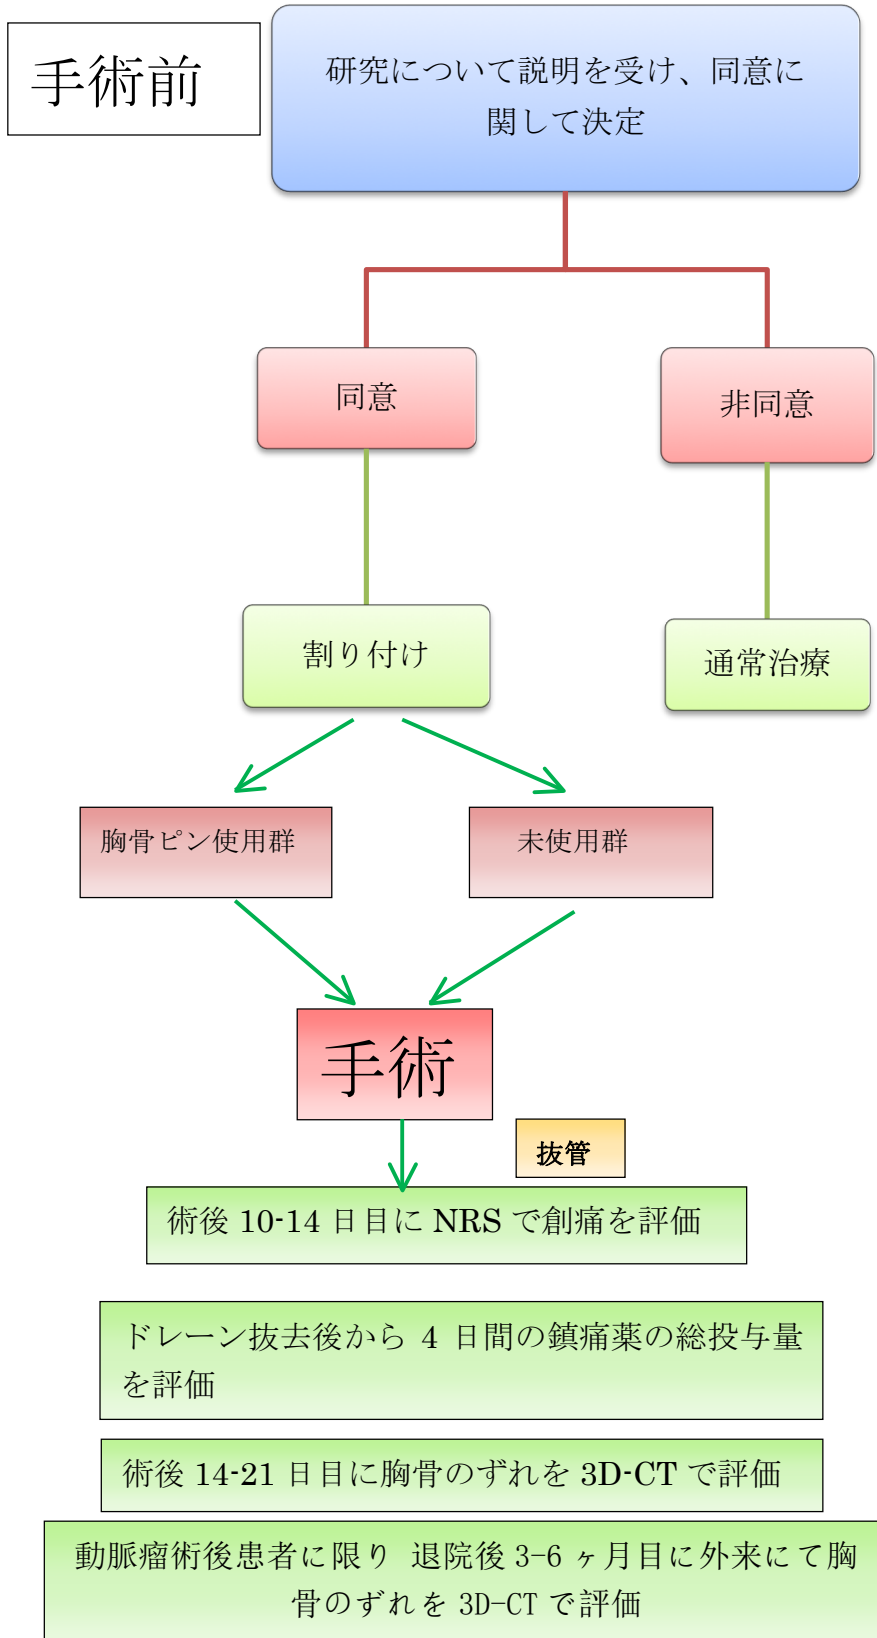 手術前
研究について説明を受け、同意に
関して決定
同意
非同意
割り付け
通常治療
胸骨ピン使用群
未使用群
手術
抜管
術後 10-14 日目に NRS で創痛を評価
ドレーン抜去後から 4 日間の鎮痛薬の総投与量
を評価
術後 14-21 日目に胸骨のずれを 3D-CT で評価
動脈瘤術後患者に限り 退院後 3-6 ヶ月目に外来にて胸
骨のずれを 3D-CT で評価